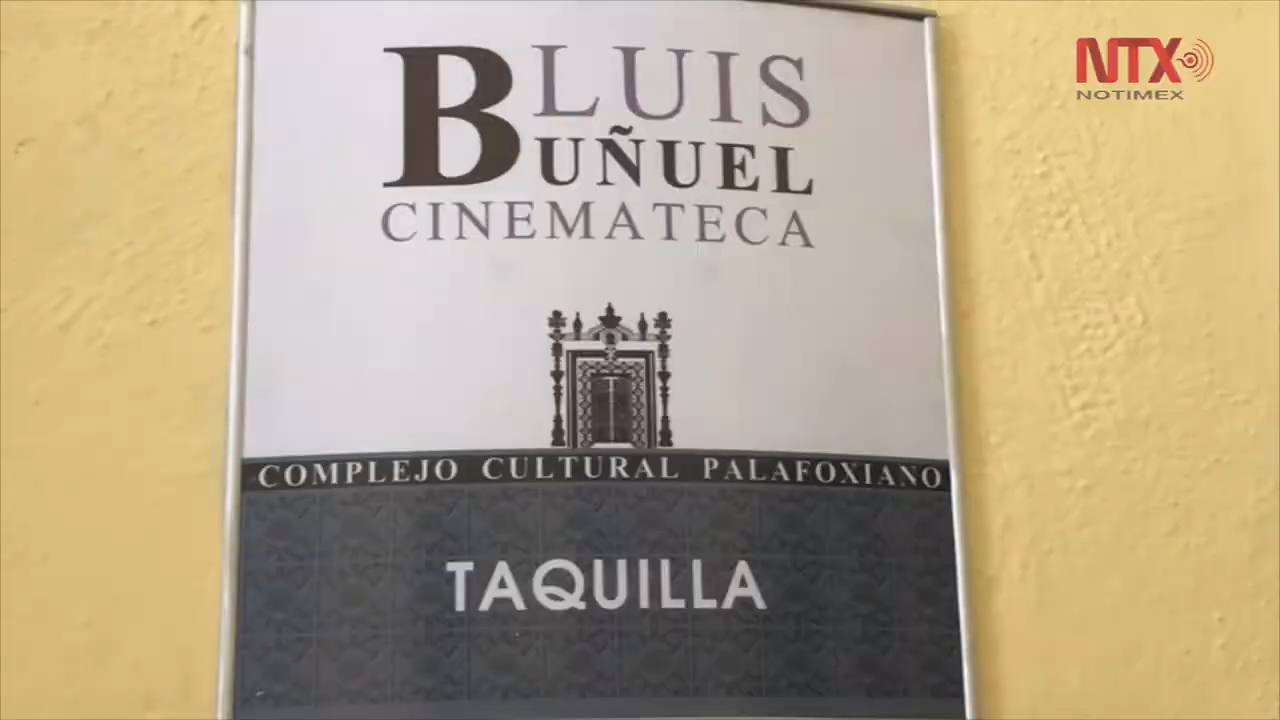 LUIS
BUÑUEL
CINEMATECA
COMPLEJO CULTURAL PALAFOXIANO
TAQUILLA
NTX
NOTIMEX